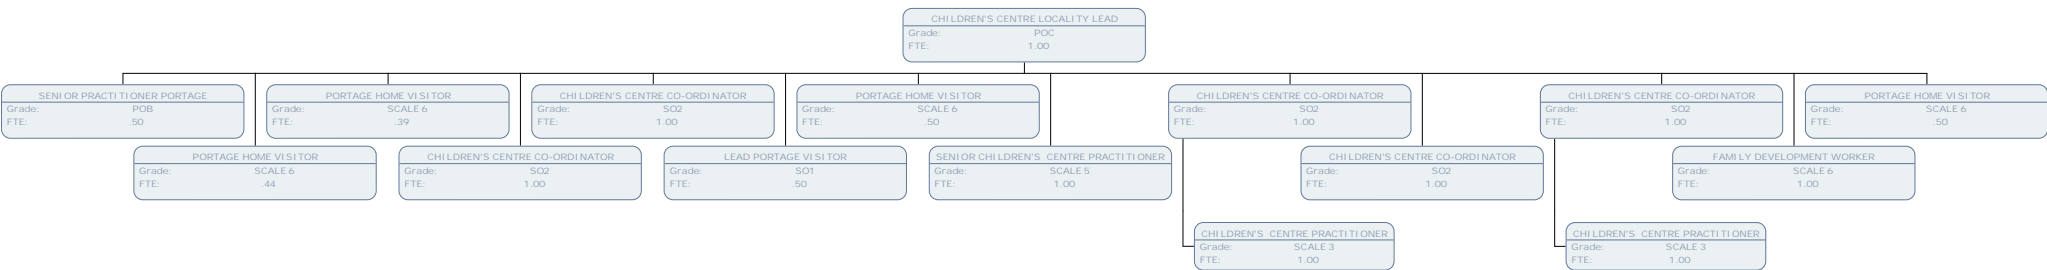 CHILDREN'S CENTRE LOCALITY LEAD
Grade: POC
FTE: 1.00
SENIOR PRACTITIONER PORTAGE
Grade: POB
FTE: .50
PORTAGE HOME VISITOR
Grade: SCALE 6
FTE: .39
CHILDREN'S CENTRE CO-ORDINATOR
Grade: SO2
FTE: 1.00
PORTAGE HOME VISITOR
Grade: SCALE 6
FTE: .50
CHILDREN'S CENTRE CO-ORDINATOR
Grade: SO2
FTE: 1.00
CHILDREN'S CENTRE CO-ORDINATOR
Grade: SO2
FTE: 1.00
PORTAGE HOME VISITOR
Grade: SCALE 6
FTE: .50
PORTAGE HOME VISITOR
Grade: SCALE 6
FTE: .44
CHILDREN'S CENTRE CO-ORDINATOR
Grade: SO2
FTE: 1.00
LEAD PORTAGE VISITOR
Grade: SO1
FTE: .50
SENIOR CHILDREN'S CENTRE PRACTITIONER
Grade: SCALE 5
FTE: 1.00
CHILDREN'S CENTRE CO-ORDINATOR
Grade: SO2
FTE: 1.00
FAMILY DEVELOPMENT WORKER
Grade: SCALE 6
FTE: 1.00
CHILDREN'S CENTRE PRACTITIONER
Grade: SCALE 3
FTE: 1.00
CHILDREN'S CENTRE PRACTITIONER
Grade: SCALE 3
FTE: 1.00